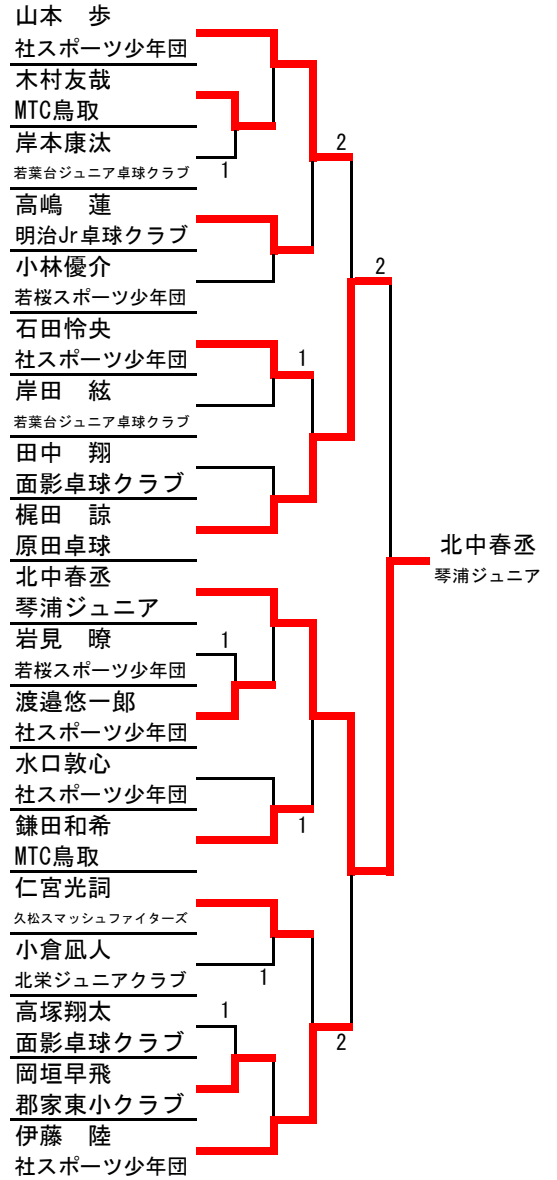 山本　歩
社スポーツ少年団
木村友哉
MTC鳥取
岸本康汰
若葉台ジュニア卓球クラブ
1
2
高嶋　蓮
明治Jr卓球クラブ
小林優介
若桜スポーツ少年団
2
石田怜央
社スポーツ少年団
1
岸田　絃
若葉台ジュニア卓球クラブ
田中　翔
面影卓球クラブ
梶田　諒
原田卓球
北中春丞
琴浦ジュニア
北中春丞
琴浦ジュニア
岩見　暸
若桜スポーツ少年団
1
渡邉悠一郎
社スポーツ少年団
水口敦心
社スポーツ少年団
鎌田和希
MTC鳥取
1
仁宮光詞
久松スマッシュファイターズ
小倉凪人
北栄ジュニアクラブ
1
高塚翔太
面影卓球クラブ
1
2
岡垣早飛
郡家東小クラブ
伊藤　陸
社スポーツ少年団